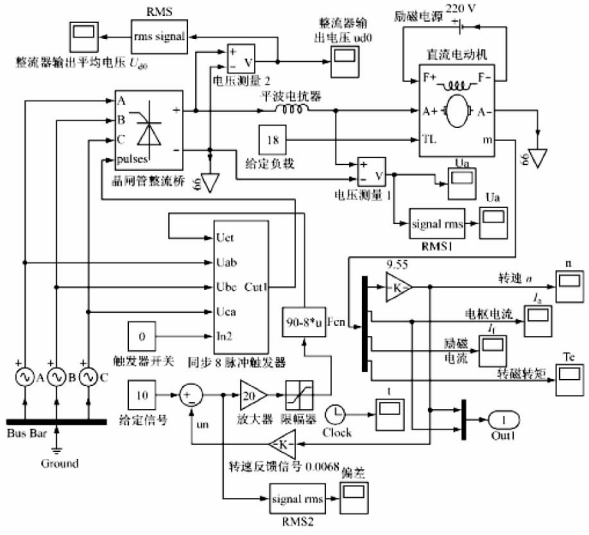 RMS
220 V
rms signal
整流器输
出电压 ud0
励磁电源
直流电动机
整流器输出平均电压 Ud0
V
电压测量 2
F+
F−
A
B
C
pulses
+
−
平波电抗器
A+
A−
18
TL
m
给定负载
晶闸管整流桥
gg
gg
V
电压测量 1
Ua
Ua
signal rms
RMS1
Uct
Uab
Ubc
Cut1
Uca
In2
9.55
-K-
转速 n
n
90-8*u
Fcn
电枢电流
Ia
0
触发器开关
同步 8 脉冲触发器
励磁
电流
If
转磁转矩
Te
A
B
C
10
给定信号
un
20
放大器
限幅器
Clock
t
1
Out1
Bus Bar
Ground
-K-
转速反馈信号 0.0068
偏差
signal rms
RMS2